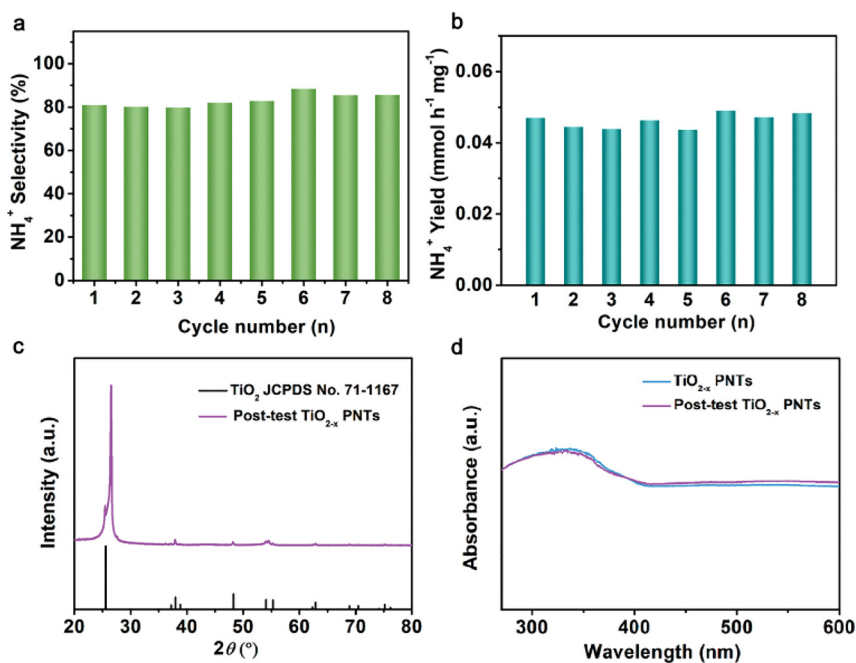 a
NH₄⁺ Selectivity (%)
100
80
60
40
20
0
1 2 3 4 5 6 7 8
Cycle number (n)
b
NH₄⁺ Yield (mmol h⁻¹ mg⁻¹)
0.06
0.04
0.02
0.00
1 2 3 4 5 6 7 8
Cycle number (n)
c
Intensity (a.u.)
TiO₂ JCPDS No. 71-1167
Post-test TiO₂₋ₓ PNTs
20 30 40 50 60 70 80
2θ (°)
d
Absorbance (a.u.)
TiO₂₋ₓ PNTs
Post-test TiO₂₋ₓ PNTs
300 400 500 600
Wavelength (nm)